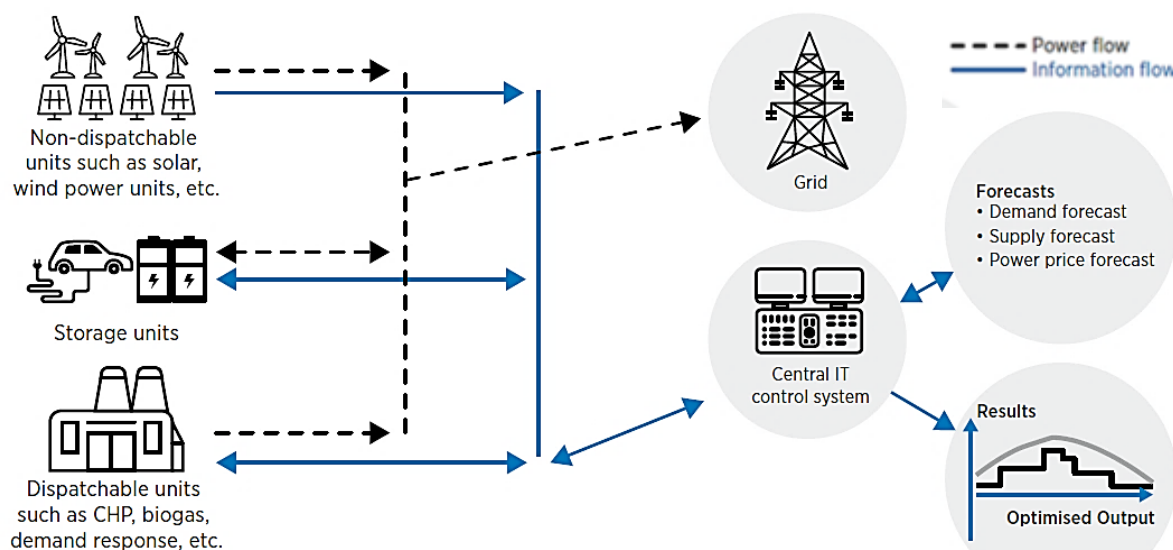 Non-dispatchable
units such as solar,
wind power units, etc.
Storage units
Dispatchable units
such as CHP, biogas,
demand response, etc.
Grid
Central IT
control system
Power flow
Information flow
Forecasts
• Demand forecast
• Supply forecast
• Power price forecast
Results
Optimised Output